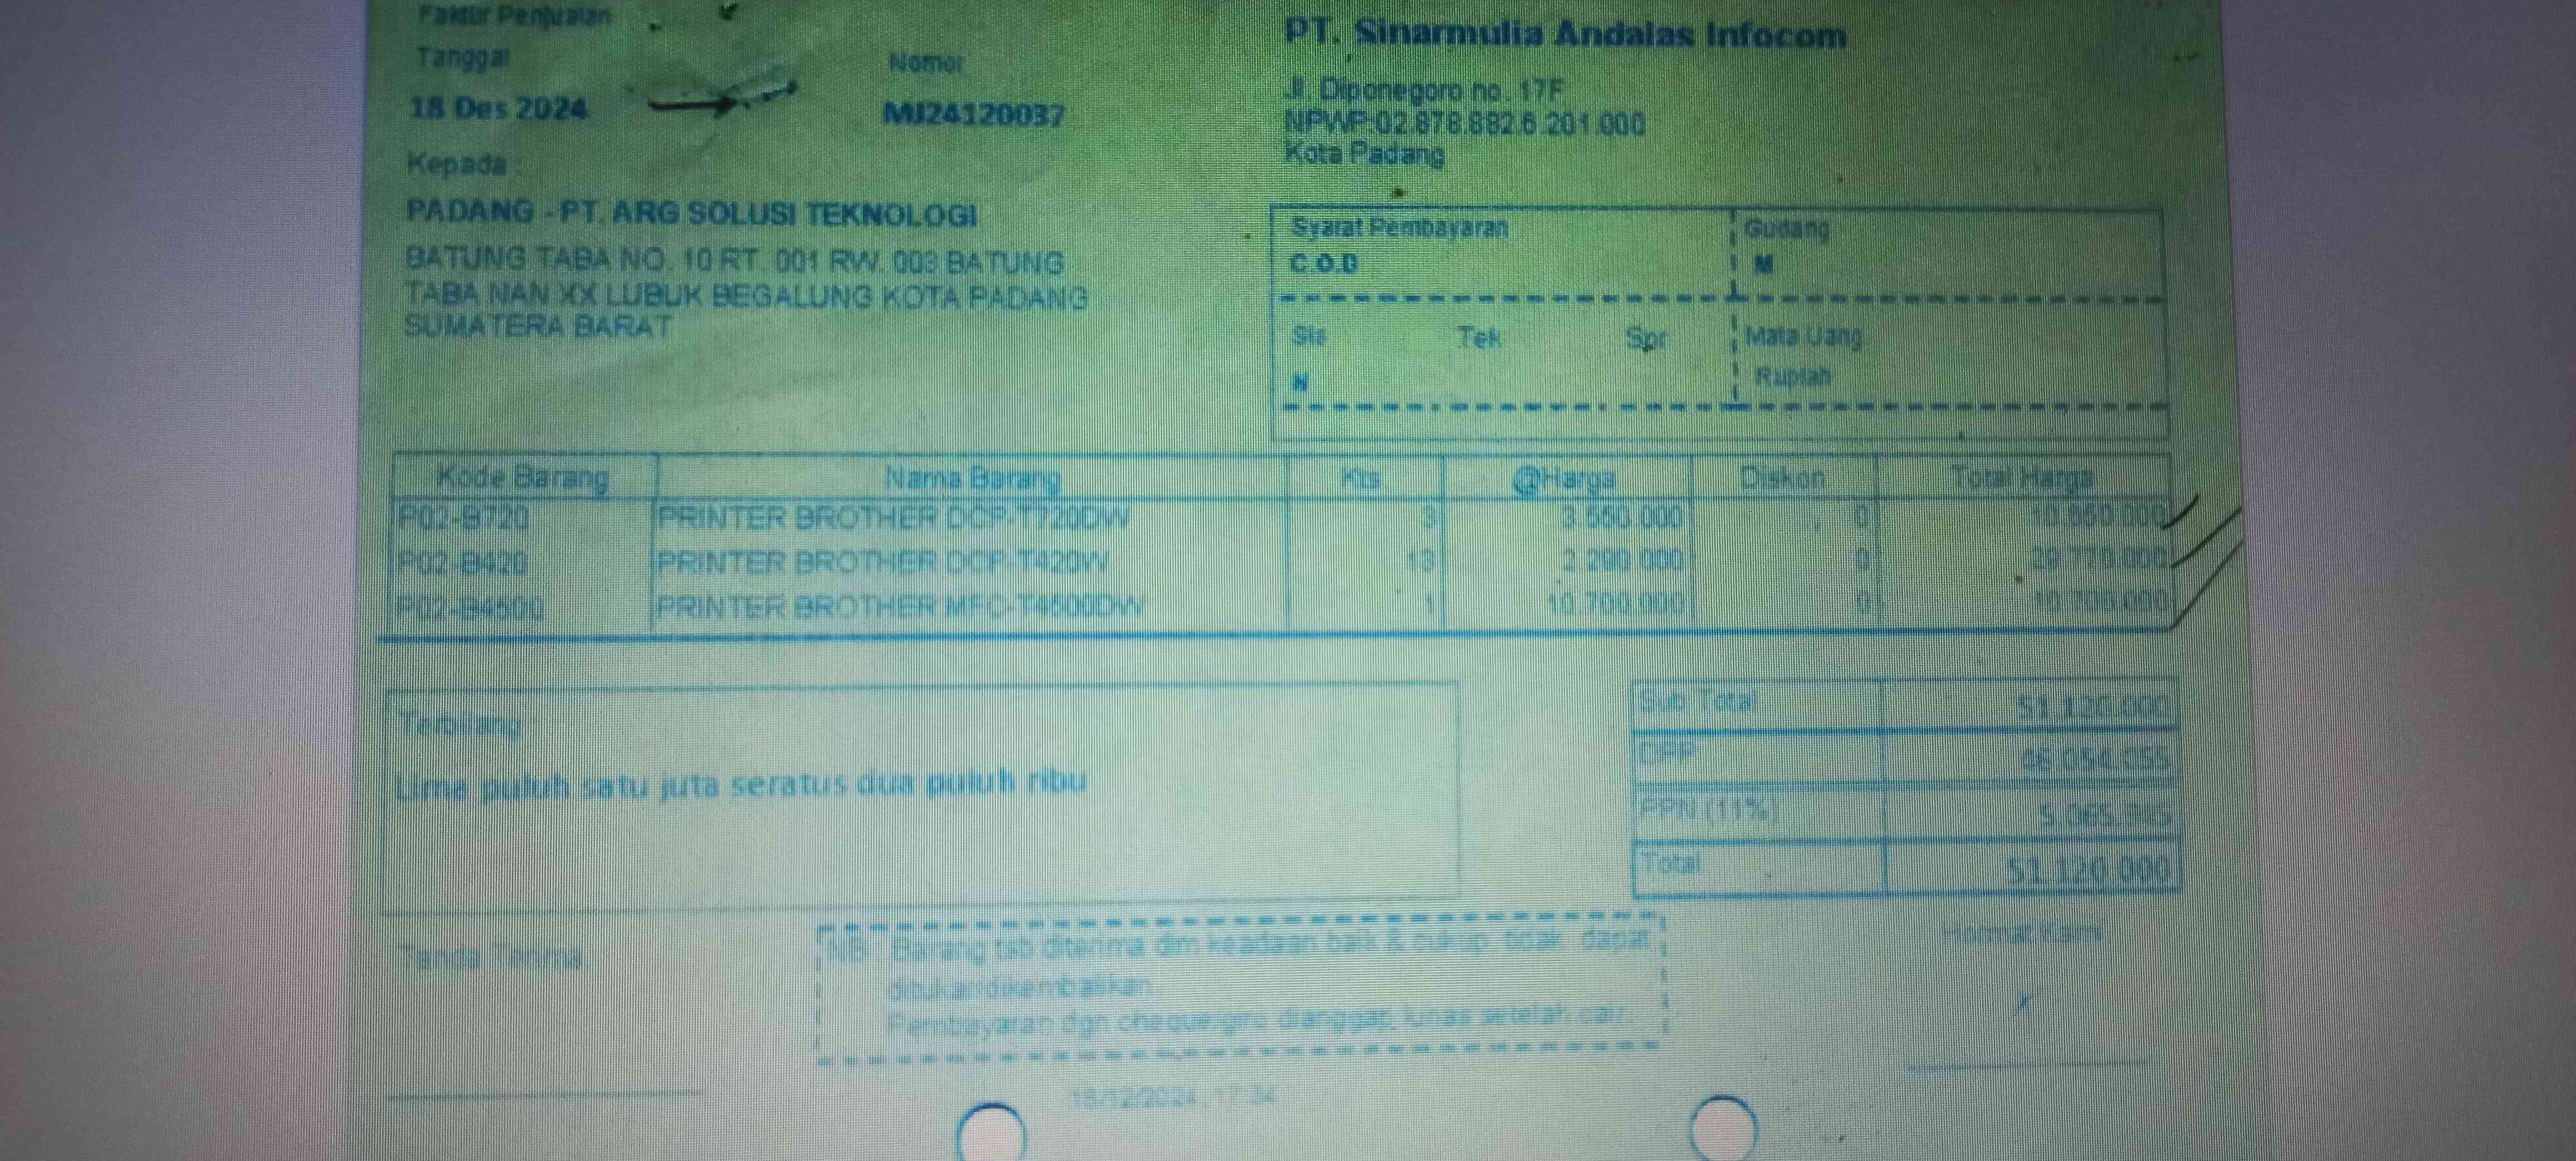 Faktur Penjualan
PT. Sinarmulia Andalas Infocom
Tanggal
Nomor
18 Des 2024
MJ24120037
Jl. Diponegoro no. 17F
NPWP:02.878.882.6.201.000
Kota Padang
Kepada :
PADANG - PT. ARG SOLUSI TEKNOLOGI
BATUNG TABA NO. 10 RT. 001 RW. 003 BATUNG
TABA NAN XX LUBUK BEGALUNG KOTA PADANG
SUMATERA BARAT
Syarat Pembayaran
Gudang
C.O.D
M
Sls Tek Spr
Mata Uang
N
Rupiah
Kode Barang Nama Barang Kts @Harga Diskon Total Harga
P02-B720 PRINTER BROTHER DCP-T720DW 3 3.550.000 0 10.650.000
P02-B420 PRINTER BROTHER DCP-T420W 13 2.290.000 0 29.770.000
P02-B4500 PRINTER BROTHER MFC-T4500DW 1 10.700.000 0 10.700.000
Terbilang
Lima puluh satu juta seratus dua puluh ribu
Sub Total 51.120.000
DPP 46.054.055
PPN (11%) 5.065.945
Total 51.120.000
Tanda Terima
NB : Barang tsb diterima dlm keadaan baik & cukup tidak dapat
ditukar/dikembalikan
Pembayaran dgn cheque/giro dianggap lunas setelah cair.
Hormat Kami
18/12/2024, 17:34